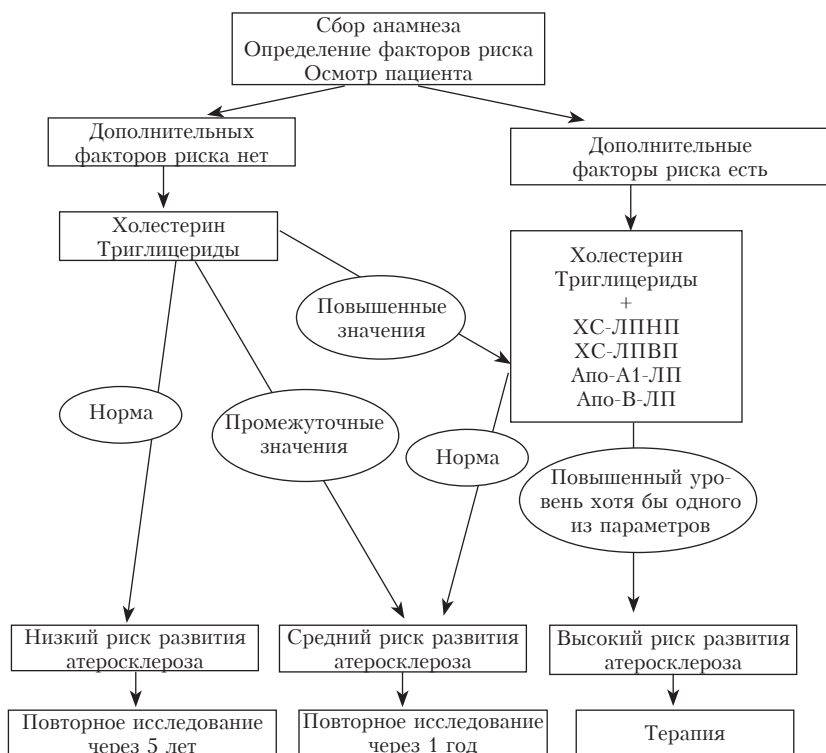 Сбор анамнеза
Определение факторов риска
Осмотр пациента
Дополнительных
факторов риска нет
Дополнительные
факторы риска есть
Холестерин
Триглицериды
Холестерин
Триглицериды
+
ХС-ЛПНП
ХС-ЛПВП
Апо-А1-ЛП
Апо-В-ЛП
Повышенные
значения
Норма
Промежуточные
значения
Норма
Повышенный уро-
вень хотя бы одного
из параметров
Низкий риск развития
атеросклероза
Средний риск развития
атеросклероза
Высокий риск развития
атеросклероза
Повторное исследование
через 5 лет
Повторное исследование
через 1 год
Терапия